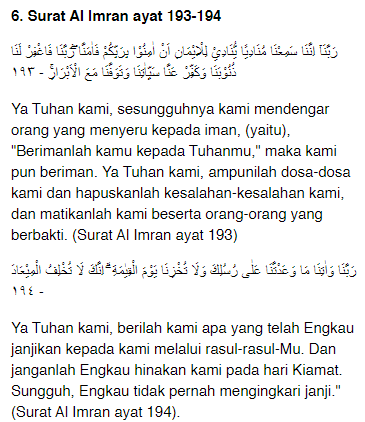 6. Surat Al Imran ayat 193-194
رَبَّنَآ اِنَّنَا سَمِعْنَا مُنَادِيًا يُّنَادِيْ لِلْاِيْمَانِ اَنْ اٰمِنُوْا بِرَبِّكُمْ فَاٰمَنَّاۖ رَبَّنَا فَاغْفِرْ لَنَا
ذُنُوْبَنَا وَكَفِّرْ عَنَّا سَيِّاٰتِنَا وَتَوَفَّنَا مَعَ الْاَبْرَارِۚ - ١٩٣
Ya Tuhan kami, sesungguhnya kami mendengar
orang yang menyeru kepada iman, (yaitu),
"Berimanlah kamu kepada Tuhanmu," maka kami
pun beriman. Ya Tuhan kami, ampunilah dosa-dosa
kami dan hapuskanlah kesalahan-kesalahan kami,
dan matikanlah kami beserta orang-orang yang
berbakti. (Surat Al Imran ayat 193)
رَبَّنَا وَاٰتِنَا مَا وَعَدْتَّنَا عَلٰى رُسُلِكَ وَلَا تُخْزِنَا يَوْمَ الْقِيٰمَةِ ۗ اِنَّكَ لَا تُخْلِفُ الْمِيْعَادَ
- ١٩٤
Ya Tuhan kami, berilah kami apa yang telah Engkau
janjikan kepada kami melalui rasul-rasul-Mu. Dan
janganlah Engkau hinakan kami pada hari Kiamat.
Sungguh, Engkau tidak pernah mengingkari janji."
(Surat Al Imran ayat 194).